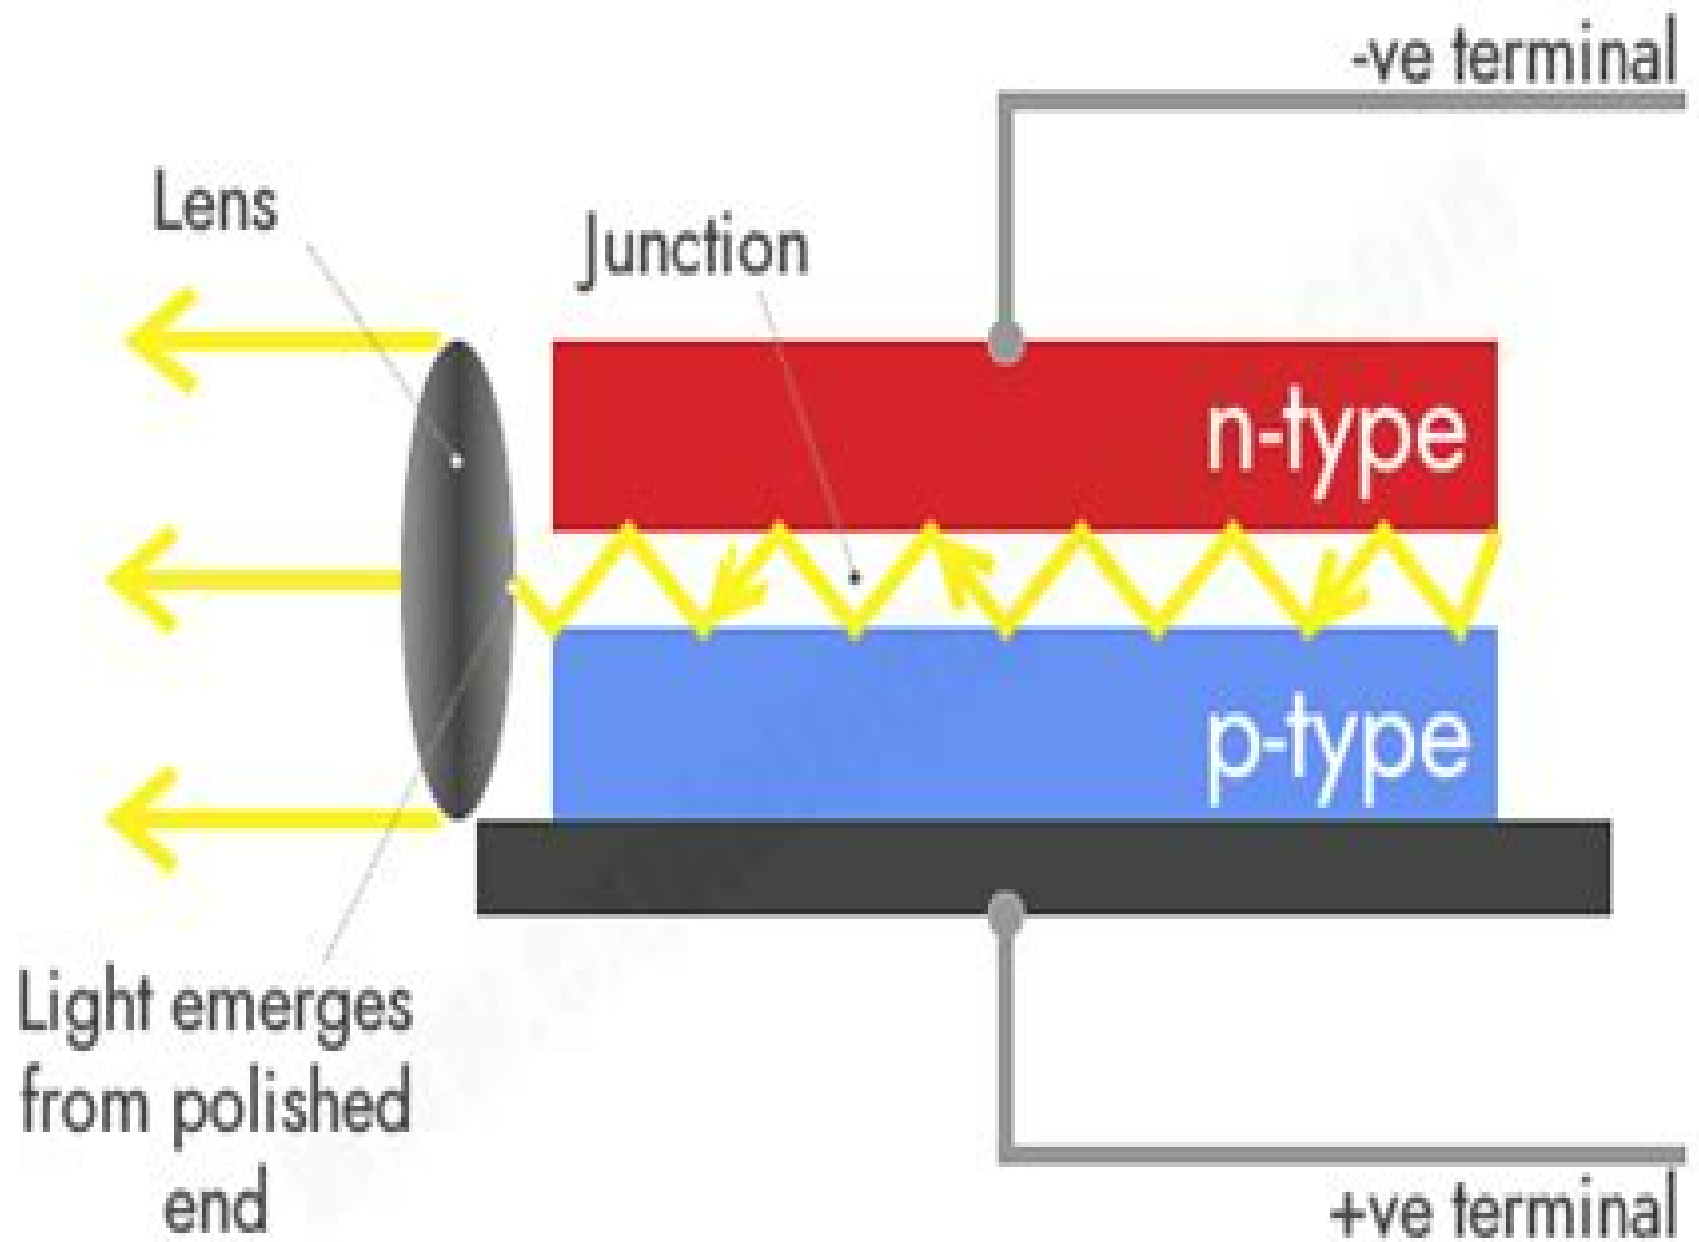 -ve terminal
Lens
Junction
n-type
p-type
Light emerges
from polished
end
+ve terminal